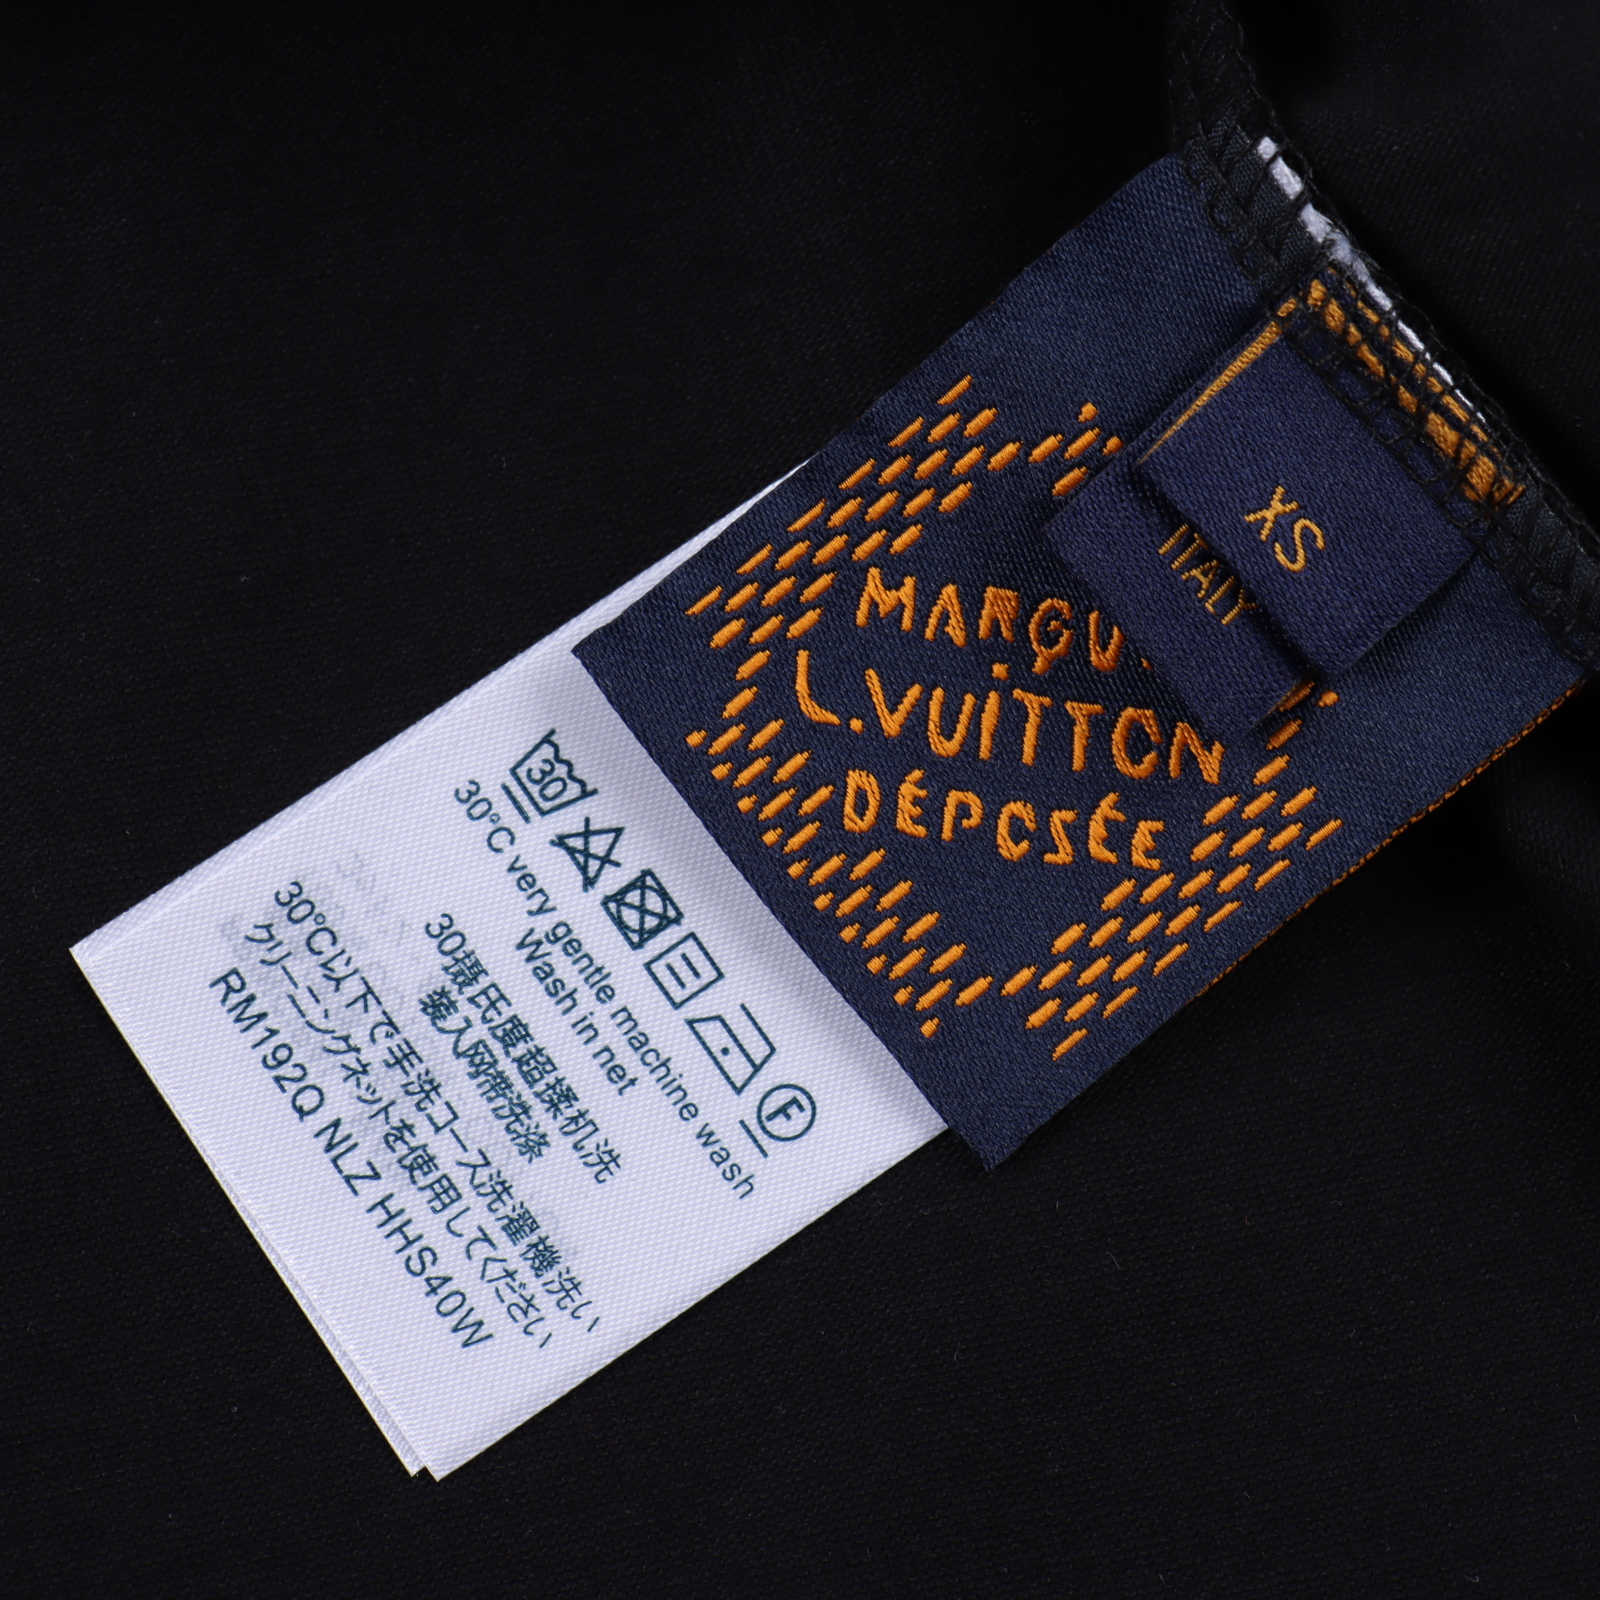 XS
ITALY
MARQU
L.VUITTON
DÉPOSÉE
30
F
30°C very gentle machine wash
Wash in net
30摄氏度超揉机洗
装入网帯洗涤
30°C以下で手洗コース洗濯機洗い
クリーニングネットを使用してください
RM192Q NLZ HHS40W